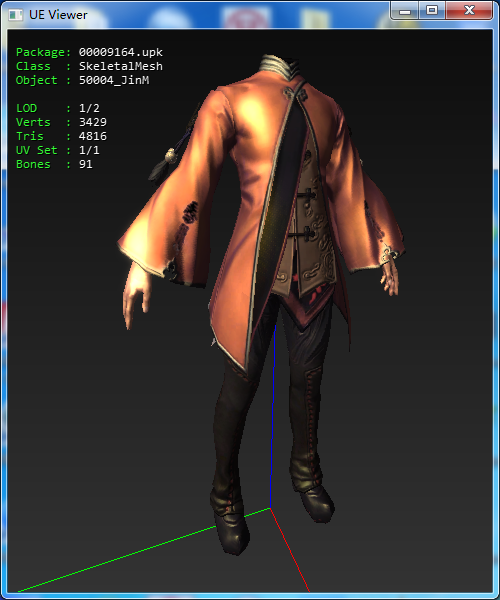 UE Viewer
Package: 00009164.upk
Class : SkeletalMesh
Object : 50004_JinM
LOD : 1/2
Verts : 3429
Tris : 4816
UV Set : 1/1
Bones : 91